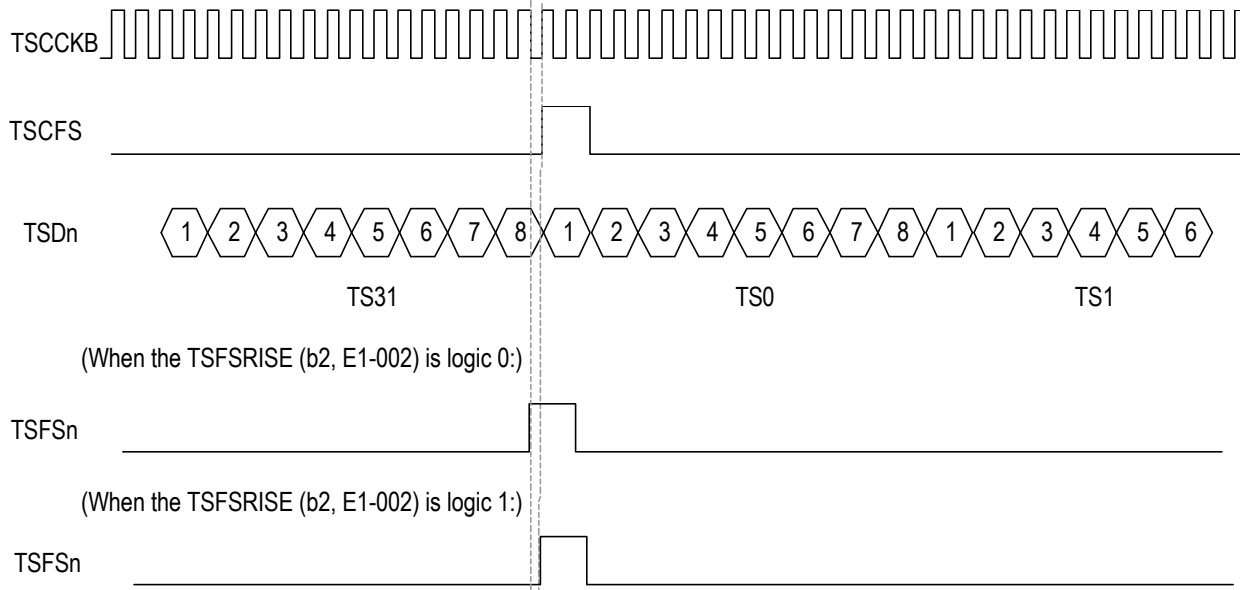 TSCCKB
TSCFS
TSDn 1 2 3 4 5 6 7 8 1 2 3 4 5 6 7 8 1 2 3 4 5 6
TS31 TS0 TS1
(When the TSFSRISE (b2, E1-002) is logic 0:)
TSFSn
(When the TSFSRISE (b2, E1-002) is logic 1:)
TSFSn